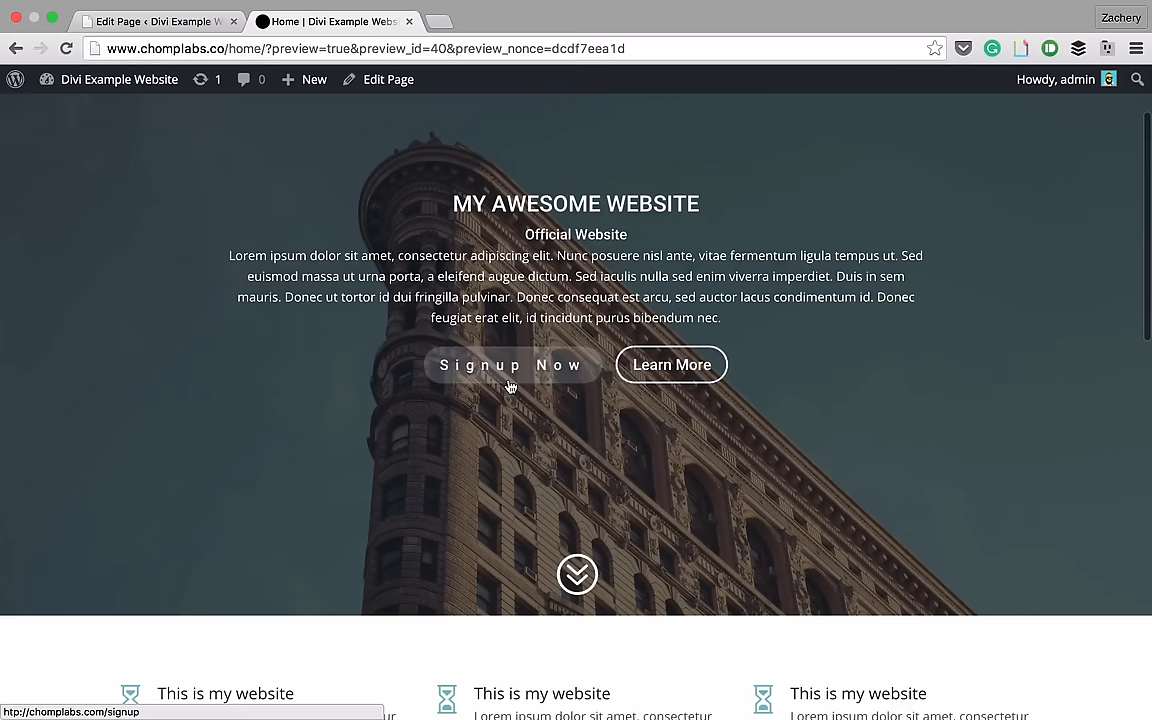 Edit Page ‹ Divi Example W
Home | Divi Example Websi
Zachery
www.chomplabs.co/home/?preview=true&preview_id=40&preview_nonce=dcdf7eea1d
Divi Example Website
1
0
New
Edit Page
Howdy, admin
MY AWESOME WEBSITE
Official Website
Lorem ipsum dolor sit amet, consectetur adipiscing elit. Nunc posuere nisl ante, vitae fermentum ligula tempus ut. Sed
euismod massa ut urna porta, a eleifend augue dictum. Sed iaculis nulla sed enim viverra imperdiet. Duis in sem
mauris. Donec ut tortor id dui fringilla pulvinar. Donec consequat est arcu, sed auctor lacus condimentum id. Donec
feugiat erat elit, id tincidunt purus bibendum nec.
Signup Now
Learn More
This is my website
This is my website
This is my website
htp://chomplabs.com/signup
ur
Lorem ipsum dolor sit amet, consectetur
Lorem ipsum dolor sit amet, consectetur